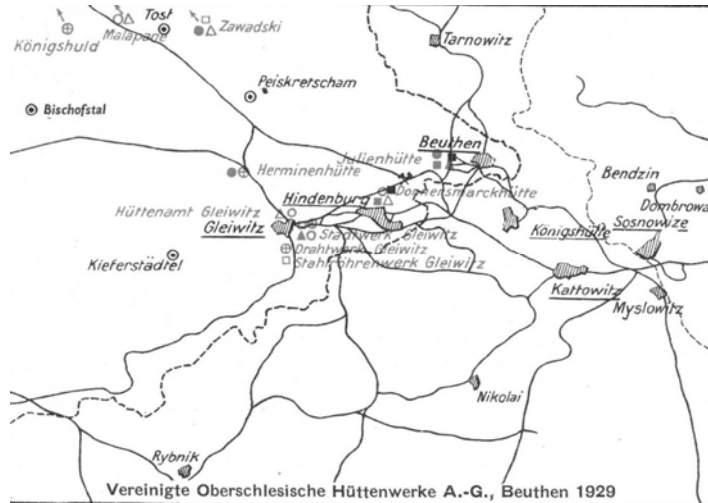 Tost
Zawadski
Königshuld
Malapane
Tarnowitz
Peiskretscham
Bischofstal
Beuthen
Julienhütte
Herminenhütte
Bendzin
Donnersmarckhütte
Dombrowa
Hindenburg
Hüttenamt Gleiwitz
Sosnowize
Gleiwitz
Stadtwerk Gleiwitz
Königshütte
Drahtwerk Gleiwitz
Kieferstädtel
Stahlröhrenwerk Gleiwitz
Kattowitz
Myslowitz
Nikolai
Rybnik
Vereinigte Oberschlesische Hüttenwerke A.-G., Beuthen 1929